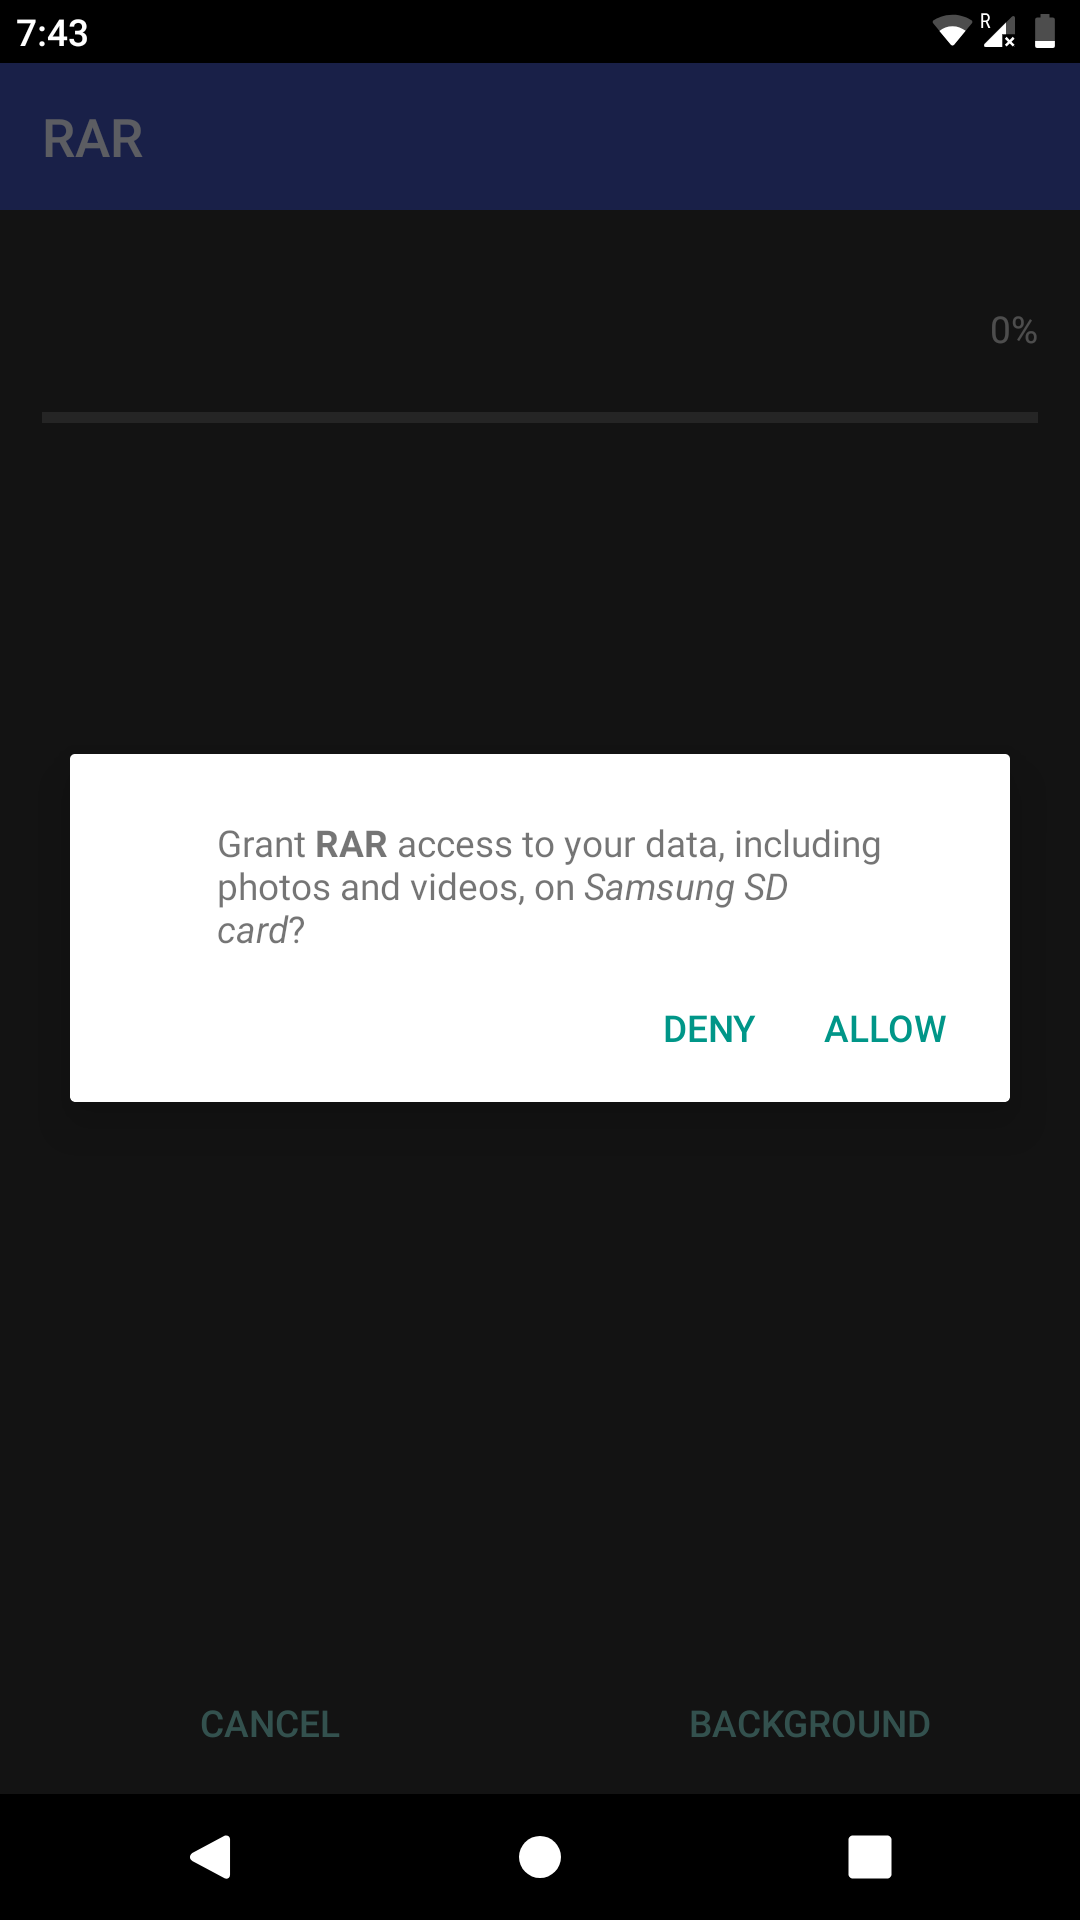 7:43
R
RAR
0%
Grant RAR access to your data, including
photos and videos, on Samsung SD
card?
DENY ALLOW
CANCEL BACKGROUND